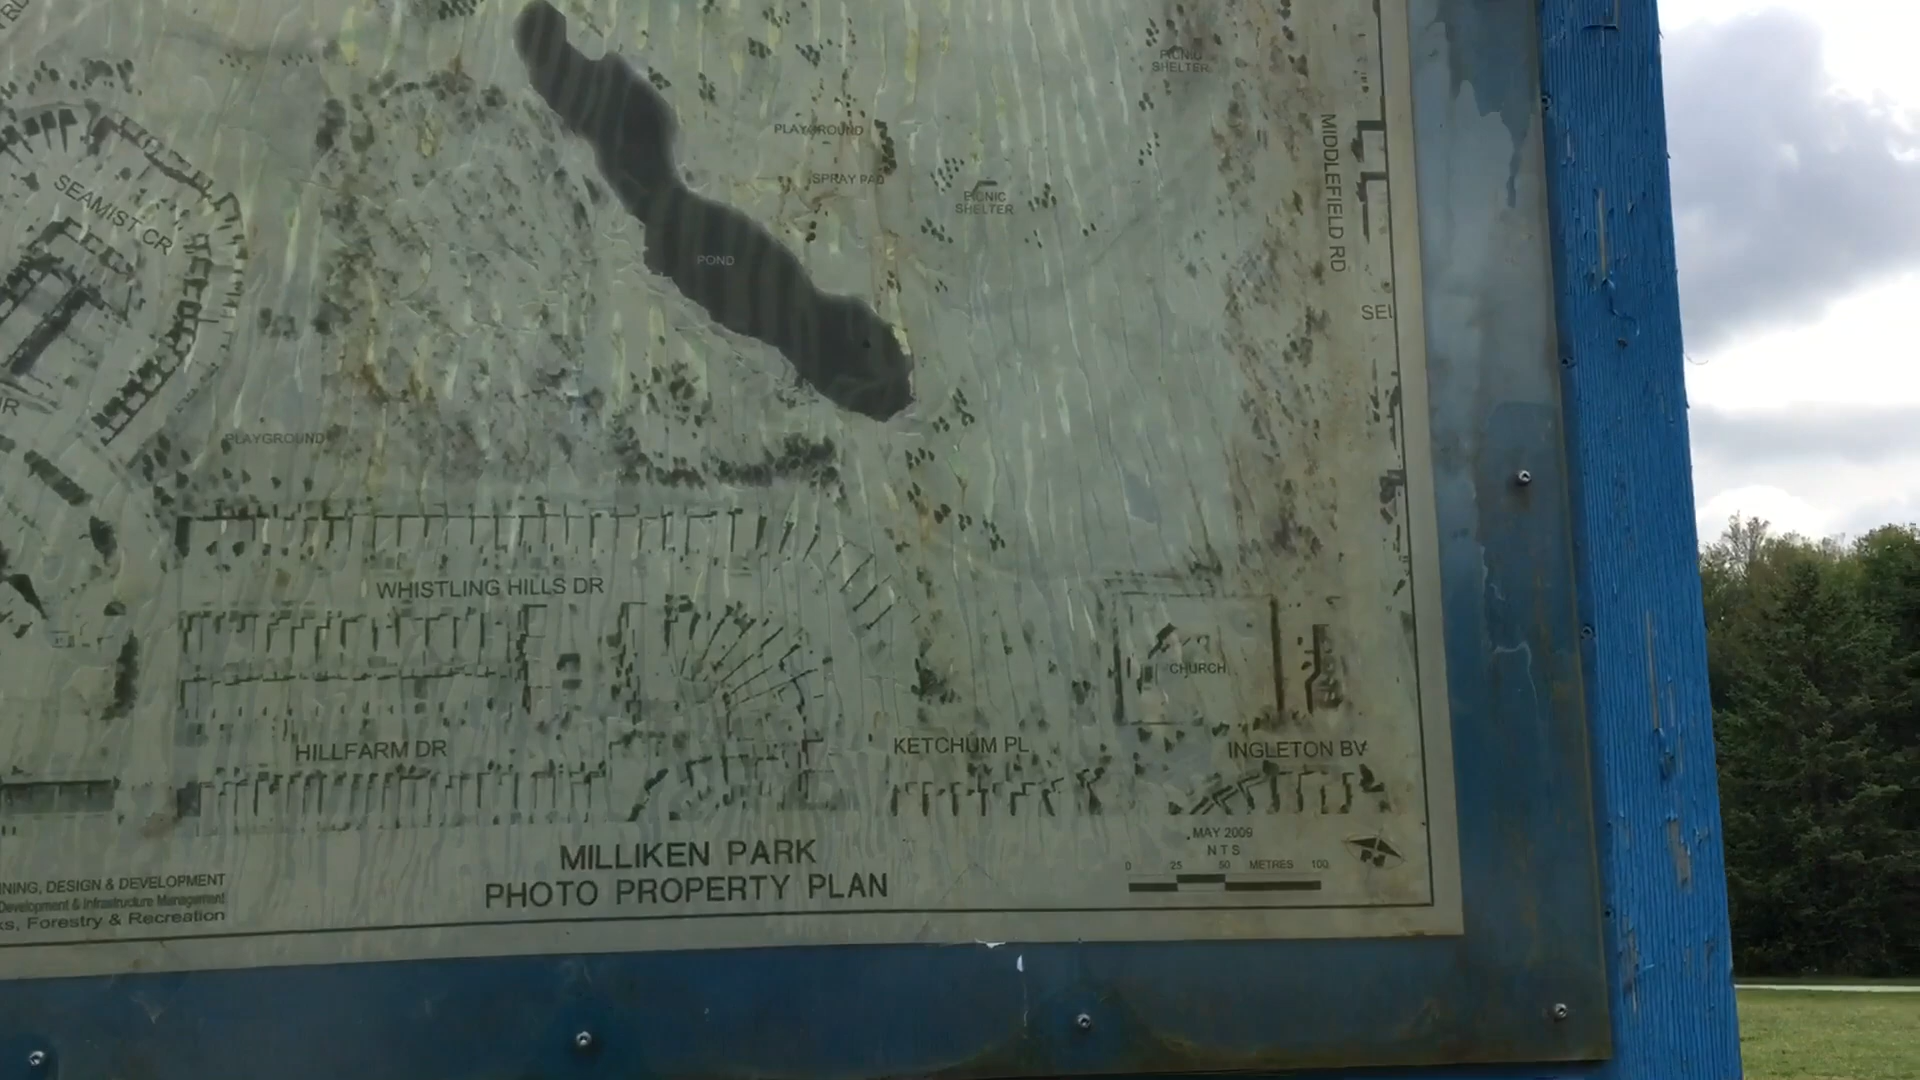 PICNIC
SHELTER
PLAYGROUND
MIDDLEFIELD RD
SPRAY PAD
SEAMIST CR
PICNIC
SHELTER
POND
SEL
PLAYGROUND
WHISTLING HILLS DR
CHURCH
HILLFARM DR
KETCHUM PL
INGLETON BV
MAY 2009
N T S
MILLIKEN PARK
PHOTO PROPERTY PLAN
0 25 50 METRES 100
NING, DESIGN & DEVELOPMENT
Development & Infrastructure Management
ks, Forestry & Recreation